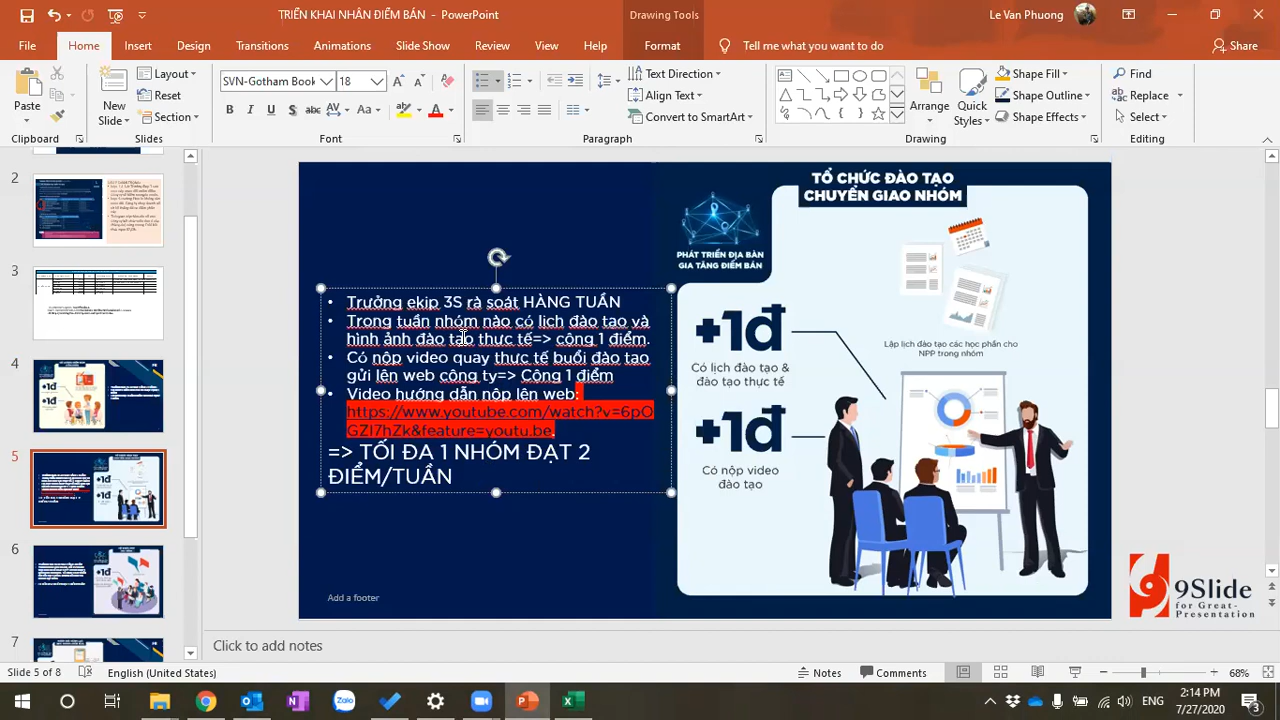 TRIỂN KHAI NHÂN ĐIỂM BÁN - PowerPoint
Drawing Tools
Le Van Phuong
File
Home
Insert
Design
Transitions
Animations
Slide Show
Review
View
Help
Format
Tell me what you want to do
Share
Paste
New
Slide
Layout
Reset
Section
SVN-Gotham Book
18
Text Direction
Align Text
Convert to SmartArt
Arrange
Quick
Styles
Shape Fill
Shape Outline
Shape Effects
Find
Replace
Select
Clipboard
Slides
Font
Paragraph
Drawing
Editing
2
3
4
5
6
7
TỔ CHỨC ĐÀO TẠO
CHUYỂN GIAO NHÓM
PHÁT TRIỂN ĐỊA BÀN
GIA TĂNG ĐIỂM BÁN
• Trưởng ekip 3S rà soát HÀNG TUẦN
• Trong tuần nhóm nào có lịch đào tạo và
hình ảnh đào tạo thực tế=> cộng 1 điểm.
• Có nộp video quay thực tế buổi đào tạo
gửi lên web công ty=> Cộng 1 điểm
• Video hướng dẫn nộp lên web:
https://www.youtube.com/watch?v=6pO
GZI7hZk&feature=youtu.be.
=> TỐI ĐA 1 NHÓM ĐẠT 2
ĐIỂM/TUẦN
+1đ
Có lịch đào tạo &
đào tạo thực tế
+1đ
Có nộp video
đào tạo
Lập lịch đào tạo các học phần cho
NPP trong nhóm
Add a footer
9Slide
for Great-
Presentation
Click to add notes
Slide 5 of 8
English (United States)
Notes
Comments
68%
Zalo
ENG
2:14 PM
7/27/2020
3